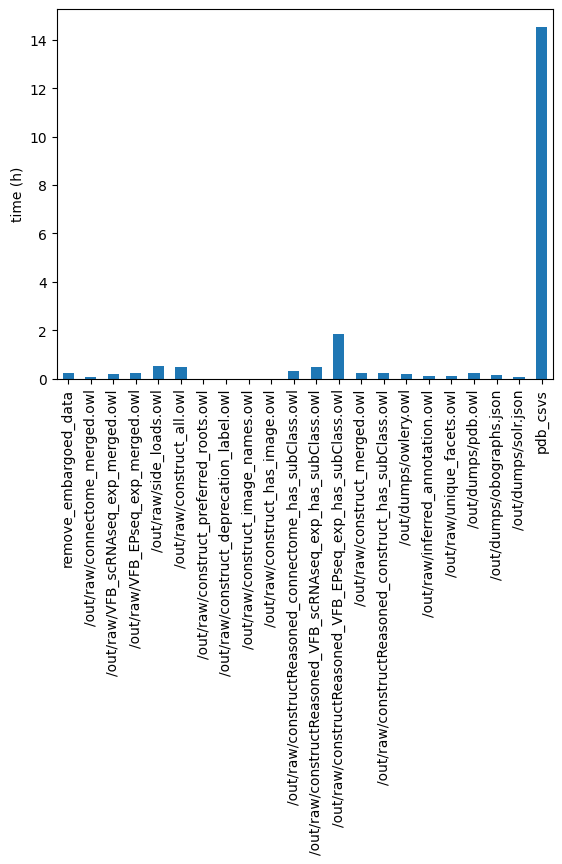 14
12
10
8
6
4
2
0
time (h)
remove_embargoed_data
/out/raw/connectome_merged.owl
/out/raw/VFB_scRNAseq_exp_merged.owl
/out/raw/VFB_EPseq_exp_merged.owl
/out/raw/side_loads.owl
/out/raw/construct_all.owl
/out/raw/construct_preferred_roots.owl
/out/raw/construct_deprecation_label.owl
/out/raw/construct_image_names.owl
/out/raw/construct_has_image.owl
/out/raw/constructReasoned_connectome_has_subClass.owl
/out/raw/constructReasoned_VFB_scRNAseq_exp_has_subClass.owl
/out/raw/constructReasoned_VFB_EPseq_exp_has_subClass.owl
/out/raw/construct_merged.owl
/out/raw/constructReasoned_construct_has_subClass.owl
/out/dumps/owlery.owl
/out/raw/inferred_annotation.owl
/out/raw/unique_facets.owl
/out/dumps/pdb.owl
/out/dumps/obographs.json
/out/dumps/solr.json
pdb_csvs